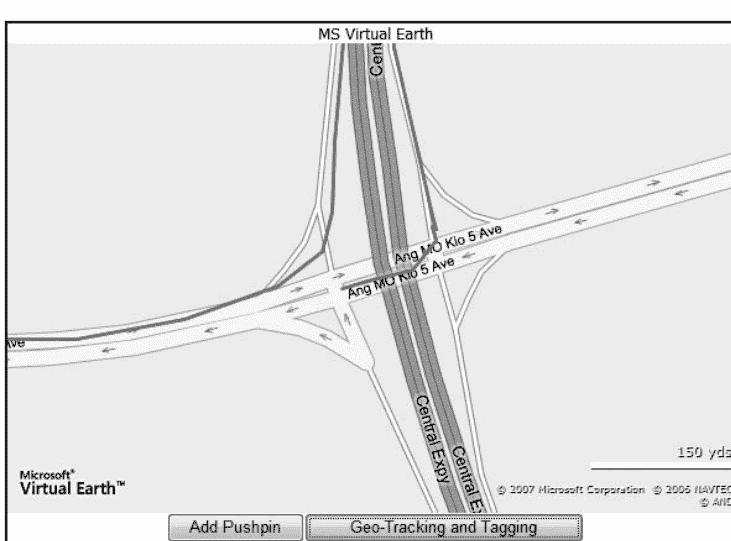 MS Virtual Earth
Cent
Ang MO Kio 5 Ave
Ang MO Kio 5 Ave
Ave
Central Expy
Central E
150 yds
Microsoft®
Virtual Earth™
© 2007 Microsoft Corporation © 2006 NAVTEQ
© AND
Add Pushpin
Geo-Tracking and Tagging